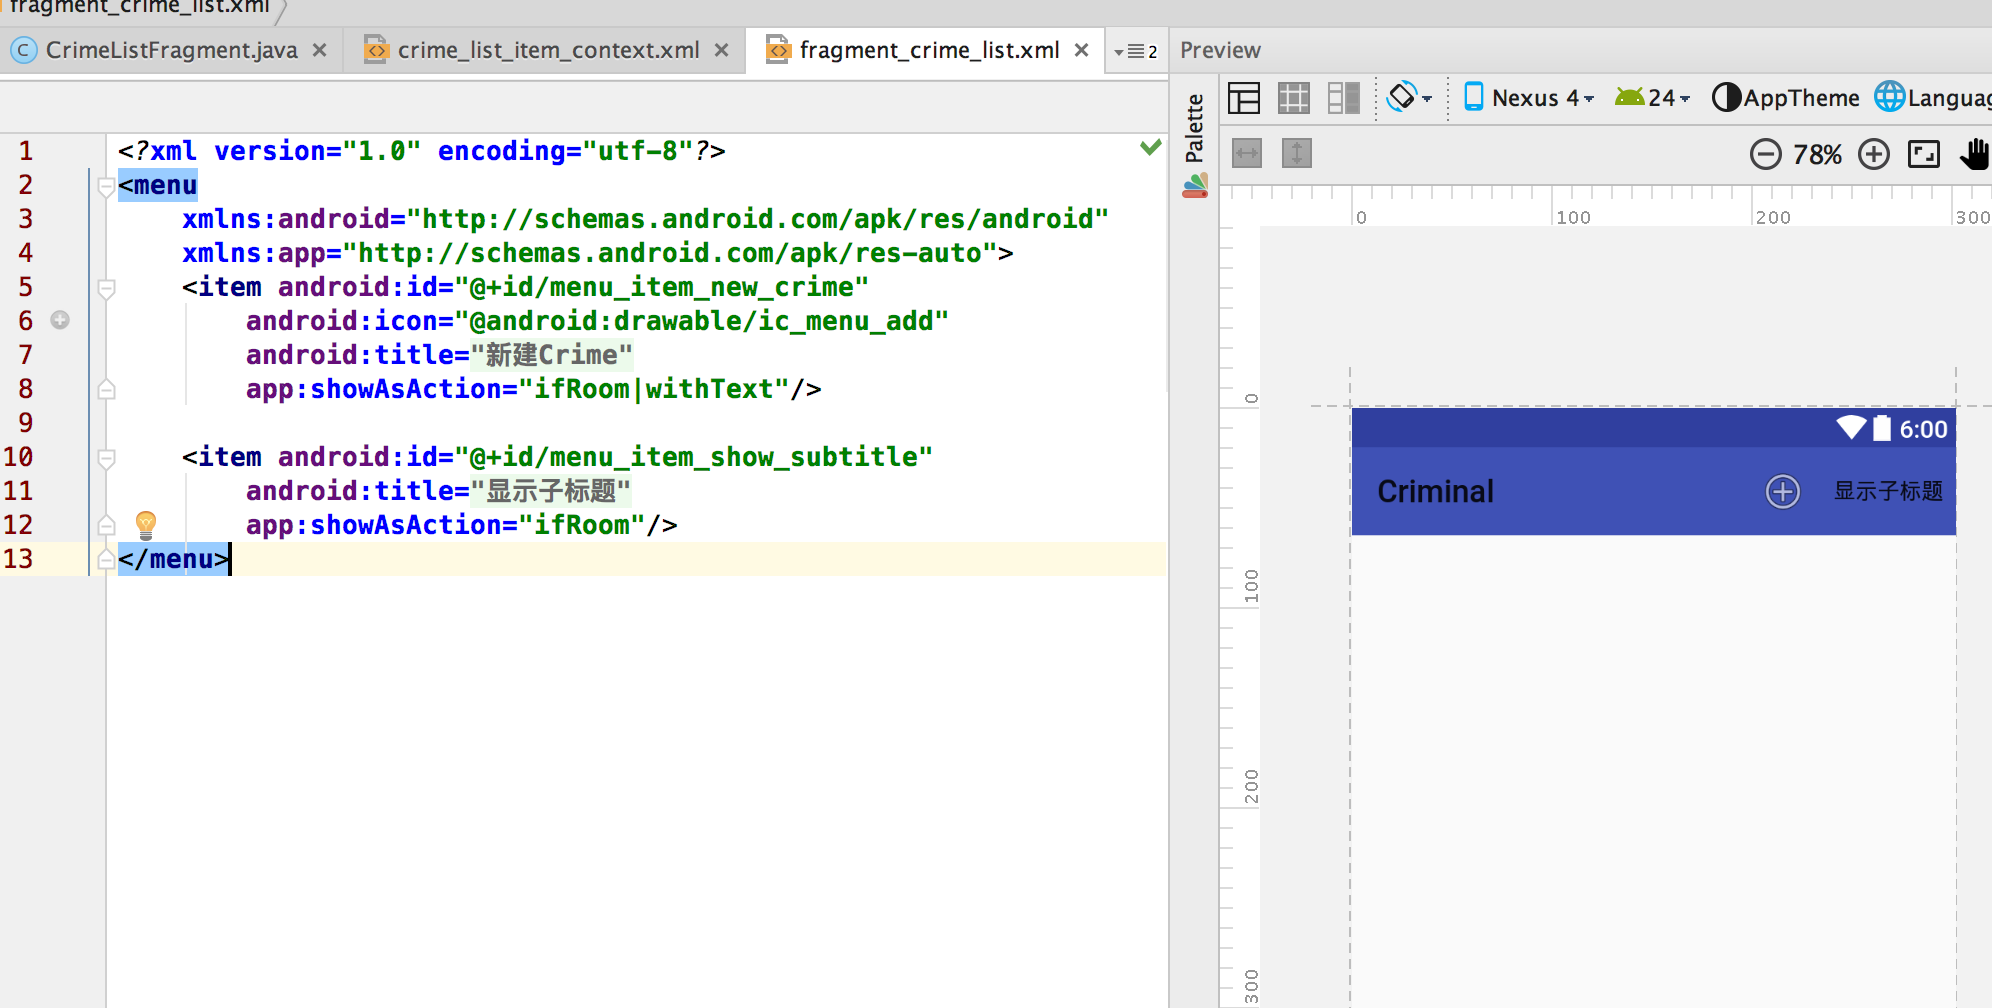 fragment_crime_list.xml
CrimeListFragment.java
crime_list_item_context.xml
fragment_crime_list.xml
2
Preview
Palette
Nexus 4
24
AppTheme
Languag
78%
0
100
200
300
0
100
200
300
1 <?xml version="1.0" encoding="utf-8"?>
2 <menu
3 xmlns:android="http://schemas.android.com/apk/res/android"
4 xmlns:app="http://schemas.android.com/apk/res-auto">
5 <item android:id="@+id/menu_item_new_crime"
6 android:icon="@android:drawable/ic_menu_add"
7 android:title="新建Crime"
8 app:showAsAction="ifRoom|withText"/>
9
10 <item android:id="@+id/menu_item_show_subtitle"
11 android:title="显示子标题"
12 app:showAsAction="ifRoom"/>
13 </menu>
6:00
Criminal
显示子标题